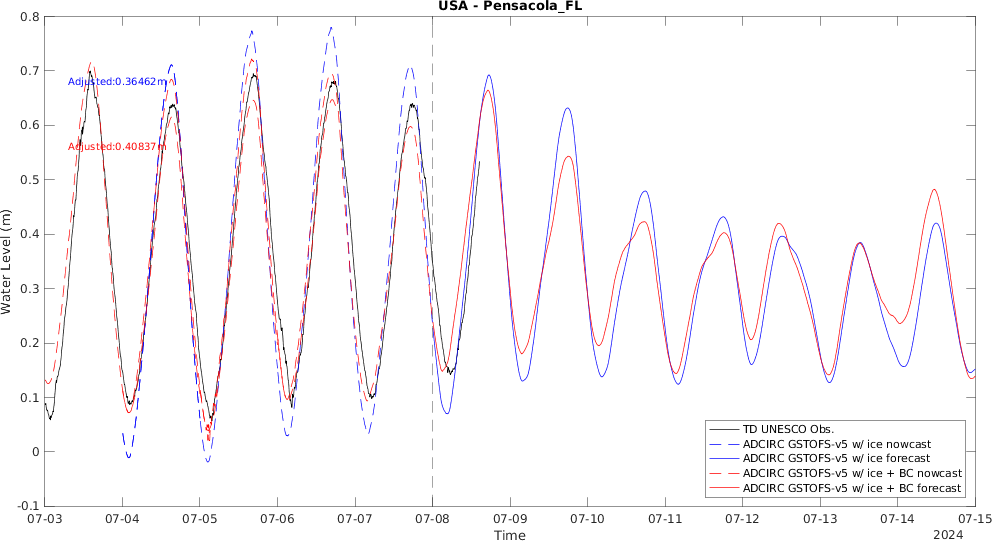 USA - Pensacola_FL
0.8
0.7
0.6
0.5
0.4
0.3
0.2
0.1
0
-0.1
Water Level (m)
Adjusted:0.36462m
Adjusted:0.40837m
TD UNESCO Obs.
ADCIRC GSTOFS-v5 w/ ice nowcast
ADCIRC GSTOFS-v5 w/ ice forecast
ADCIRC GSTOFS-v5 w/ ice + BC nowcast
ADCIRC GSTOFS-v5 w/ ice + BC forecast
07-03 07-04 07-05 07-06 07-07 07-08 07-09 07-10 07-11 07-12 07-13 07-14 07-15
Time
2024